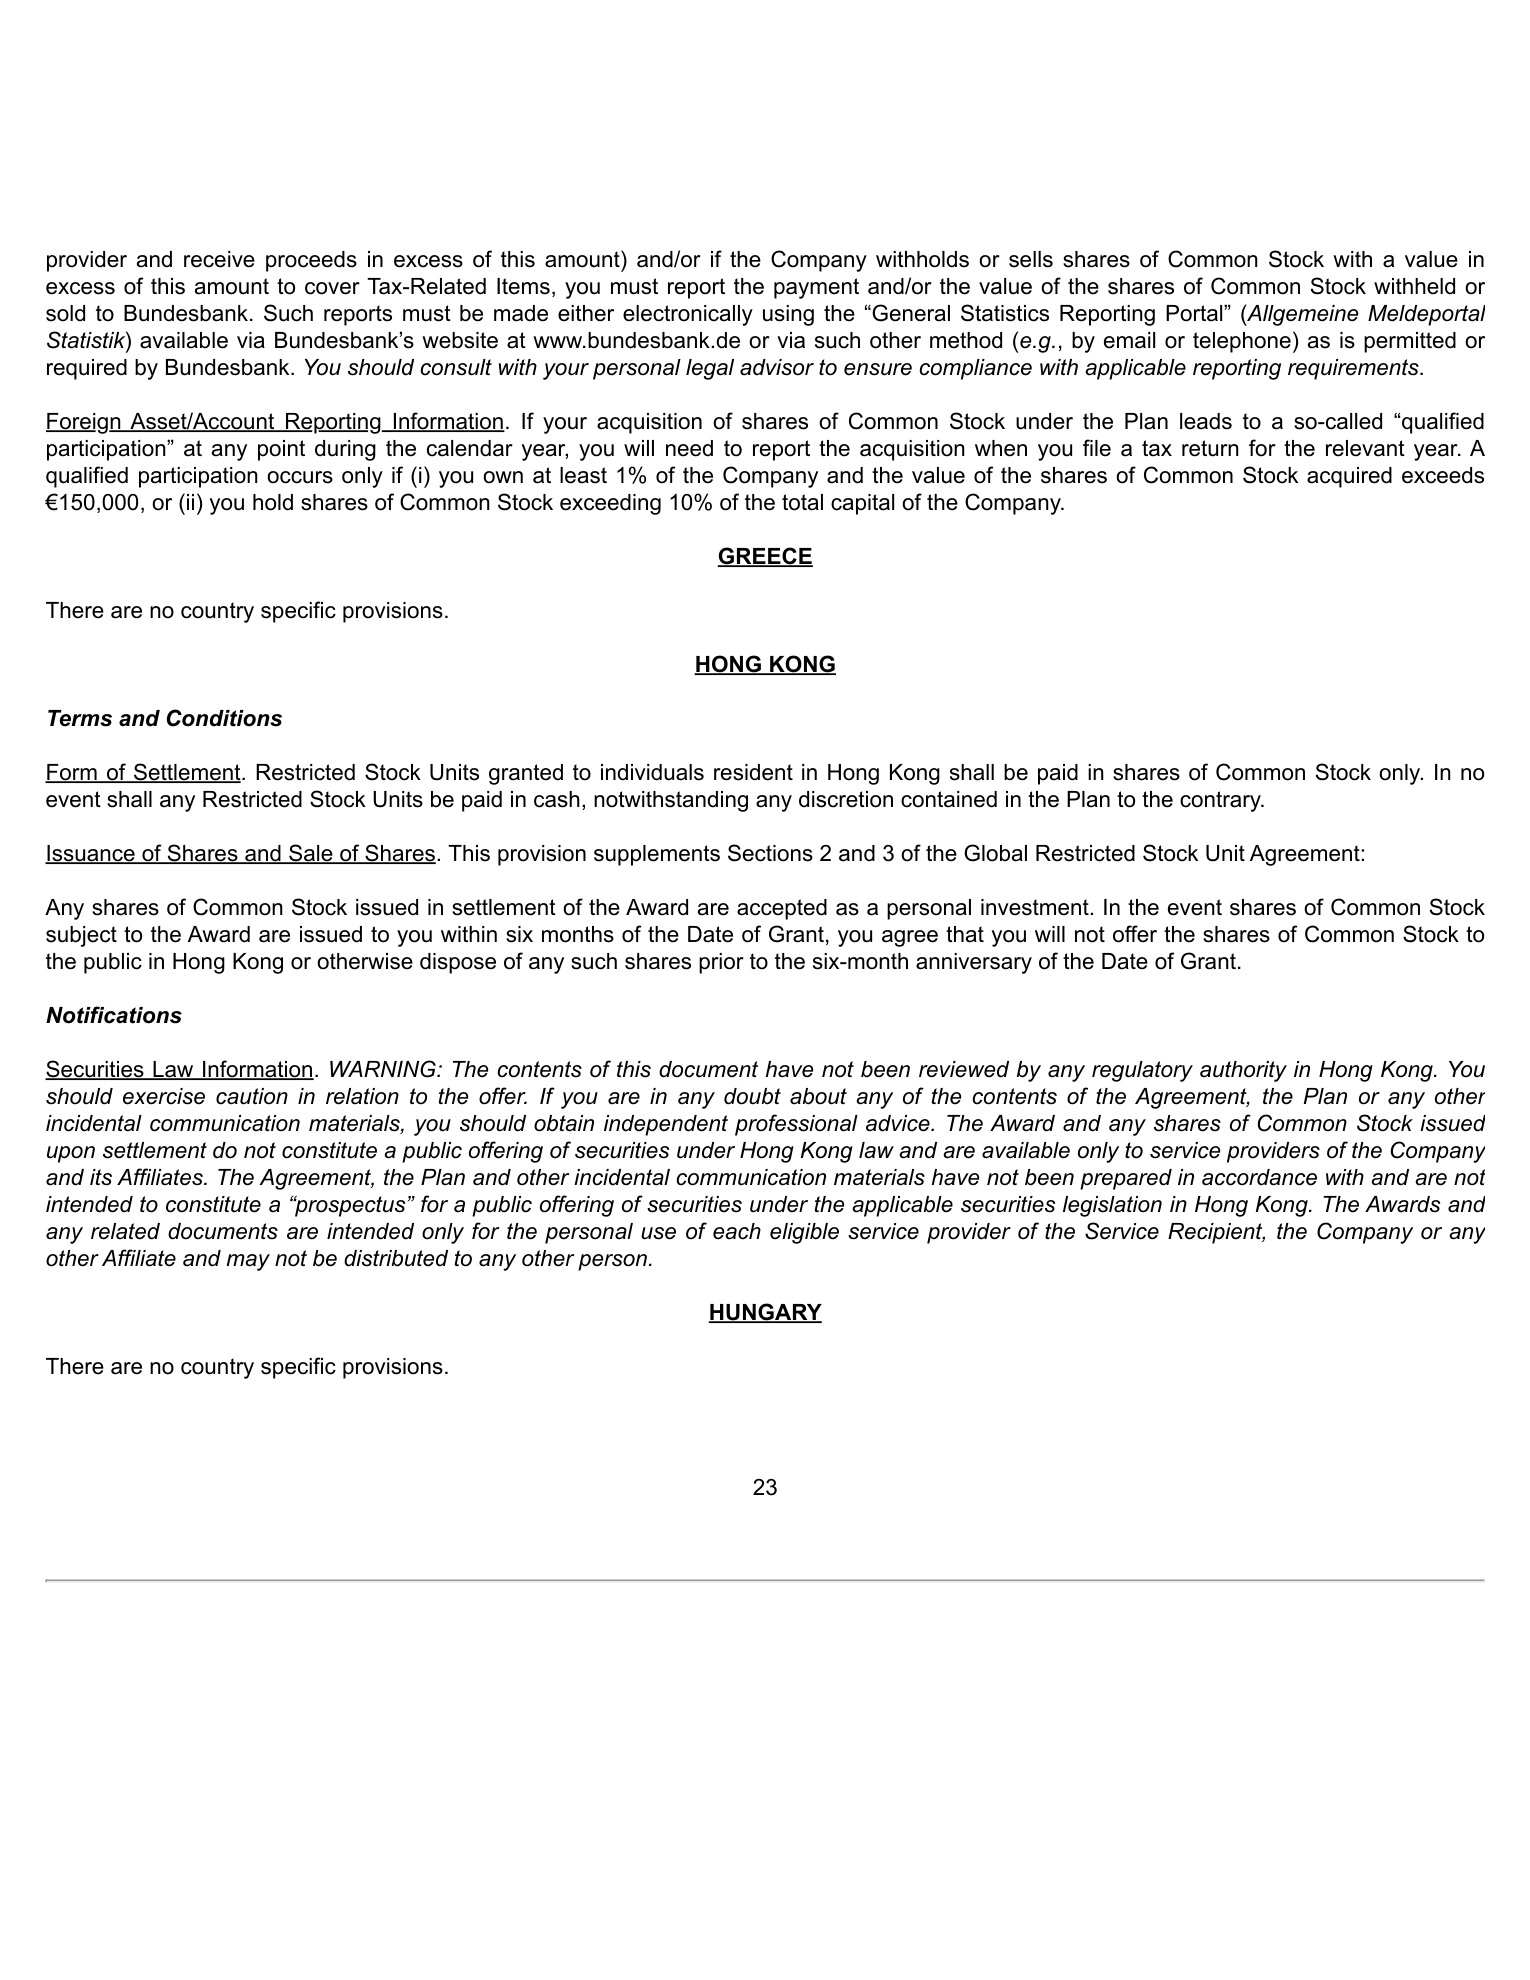 provider and receive proceeds in excess of this amount) and/or if the Company withholds or sells shares of Common Stock with a value in
excess of this amount to cover Tax-Related Items, you must report the payment and/or the value of the shares of Common Stock withheld or
sold to Bundesbank. Such reports must be made either electronically using the “General Statistics Reporting Portal” (Allgemeine Meldeportal
Statistik) available via Bundesbank’s website at www.bundesbank.de or via such other method (e.g., by email or telephone) as is permitted or
required by Bundesbank. You should consult with your personal legal advisor to ensure compliance with applicable reporting requirements.
Foreign Asset/Account Reporting Information. If your acquisition of shares of Common Stock under the Plan leads to a so-called “qualified
participation” at any point during the calendar year, you will need to report the acquisition when you file a tax return for the relevant year. A
qualified participation occurs only if (i) you own at least 1% of the Company and the value of the shares of Common Stock acquired exceeds
€150,000, or (ii) you hold shares of Common Stock exceeding 10% of the total capital of the Company.
GREECE
There are no country specific provisions.
HONG KONG
Terms and Conditions
Form of Settlement. Restricted Stock Units granted to individuals resident in Hong Kong shall be paid in shares of Common Stock only. In no
event shall any Restricted Stock Units be paid in cash, notwithstanding any discretion contained in the Plan to the contrary.
Issuance of Shares and Sale of Shares. This provision supplements Sections 2 and 3 of the Global Restricted Stock Unit Agreement:
Any shares of Common Stock issued in settlement of the Award are accepted as a personal investment. In the event shares of Common Stock
subject to the Award are issued to you within six months of the Date of Grant, you agree that you will not offer the shares of Common Stock to
the public in Hong Kong or otherwise dispose of any such shares prior to the six-month anniversary of the Date of Grant.
Notifications
Securities Law Information. WARNING: The contents of this document have not been reviewed by any regulatory authority in Hong Kong. You
should exercise caution in relation to the offer. If you are in any doubt about any of the contents of the Agreement, the Plan or any other
incidental communication materials, you should obtain independent professional advice. The Award and any shares of Common Stock issued
upon settlement do not constitute a public offering of securities under Hong Kong law and are available only to service providers of the Company
and its Affiliates. The Agreement, the Plan and other incidental communication materials have not been prepared in accordance with and are not
intended to constitute a “prospectus” for a public offering of securities under the applicable securities legislation in Hong Kong. The Awards and
any related documents are intended only for the personal use of each eligible service provider of the Service Recipient, the Company or any
other Affiliate and may not be distributed to any other person.
HUNGARY
There are no country specific provisions.
23